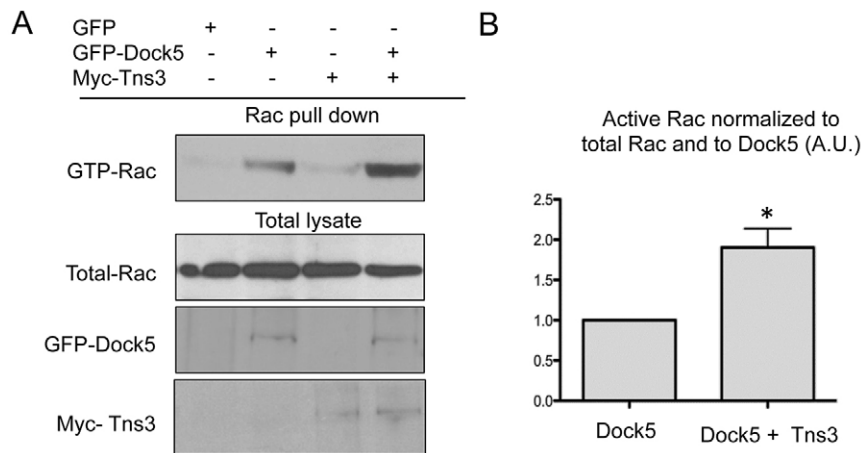 A
GFP + - - -
GFP-Dock5 - + - +
Myc-Tns3 - - + +
Rac pull down
GTP-Rac
Total lysate
Total-Rac
GFP-Dock5
Myc- Tns3
B
Active Rac normalized to
total Rac and to Dock5 (A.U.)
2.5
2.0
1.5
1.0
0.5
0.0
*
Dock5 Dock5 + Tns3